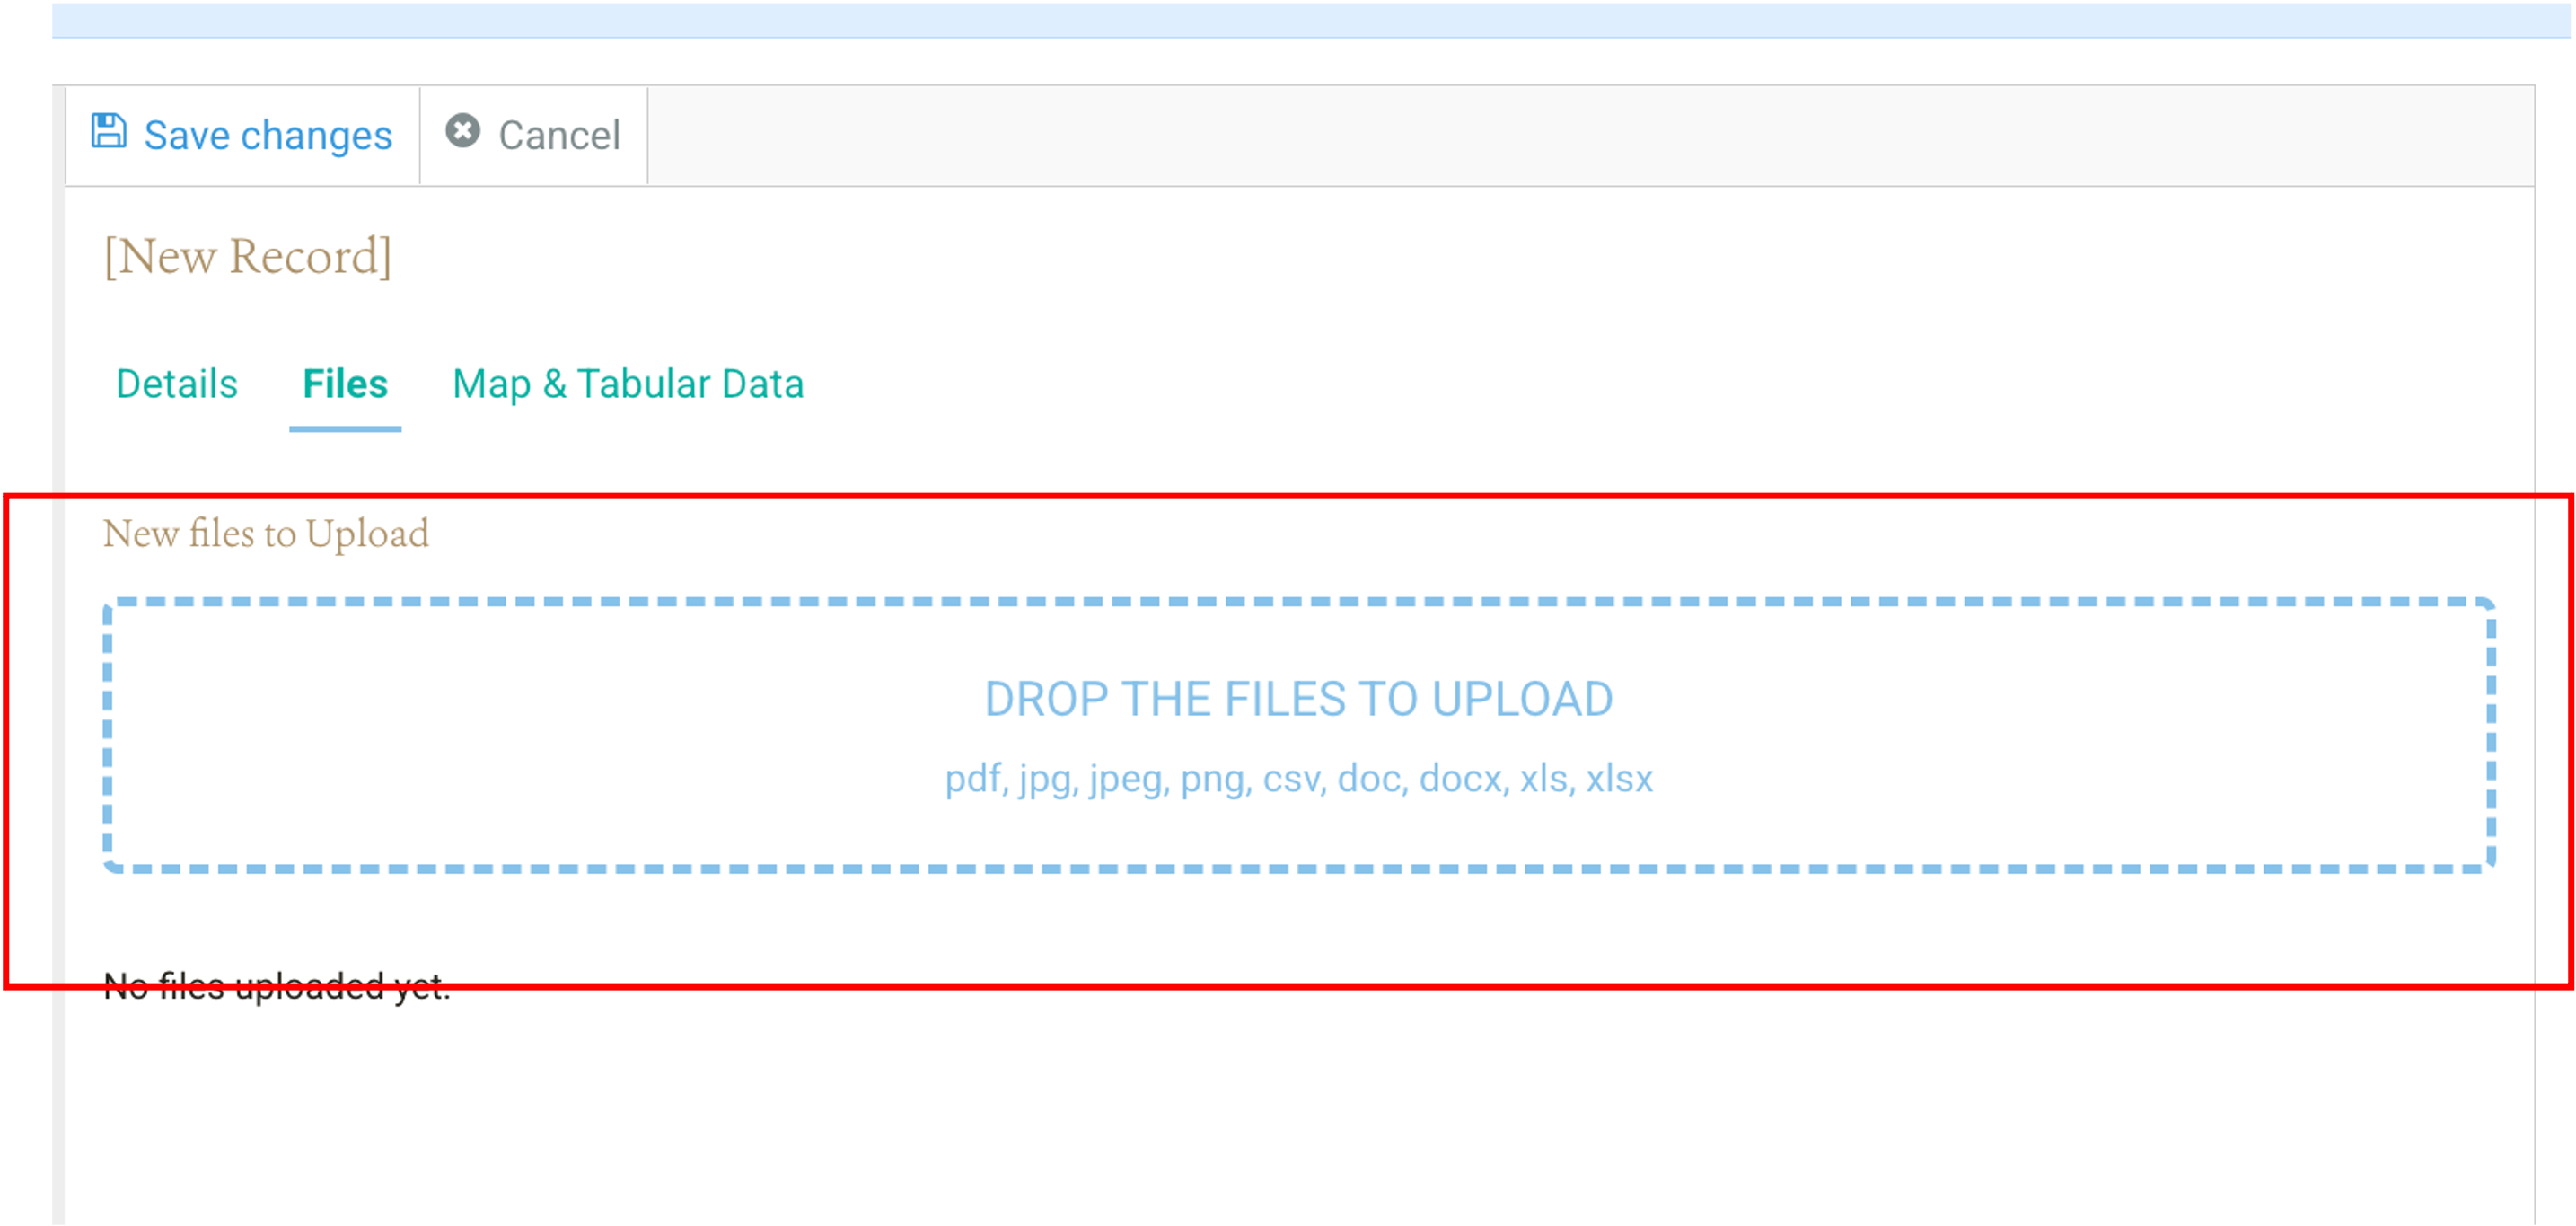 Save changes Cancel
[New Record]
Details Files Map & Tabular Data
New files to Upload
DROP THE FILES TO UPLOAD
pdf, jpg, jpeg, png, csv, doc, docx, xls, xlsx
No files uploaded yet.